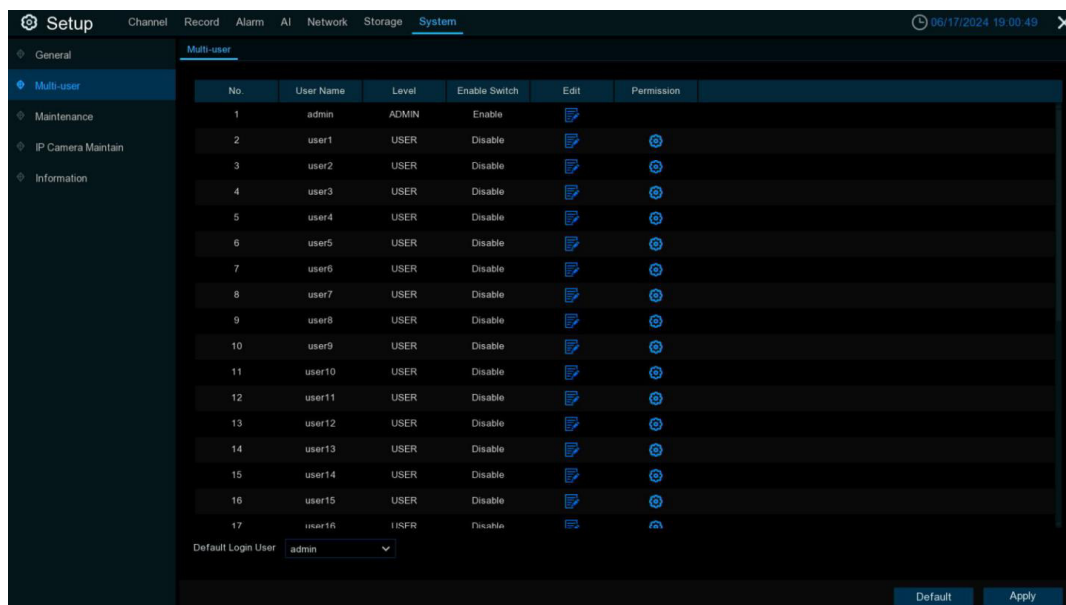 Setup Channel Record Alarm AI Network Storage System 06/17/2024 19:00:49
General
Multi-user
Maintenance
IP Camera Maintain
Information
Multi-user
No. User Name Level Enable Switch Edit Permission
1 admin ADMIN Enable
2 user1 USER Disable
3 user2 USER Disable
4 user3 USER Disable
5 user4 USER Disable
6 user5 USER Disable
7 user6 USER Disable
8 user7 USER Disable
9 user8 USER Disable
10 user9 USER Disable
11 user10 USER Disable
12 user11 USER Disable
13 user12 USER Disable
14 user13 USER Disable
15 user14 USER Disable
16 user15 USER Disable
17 user16 USER Disable
Default Login User admin
Default Apply